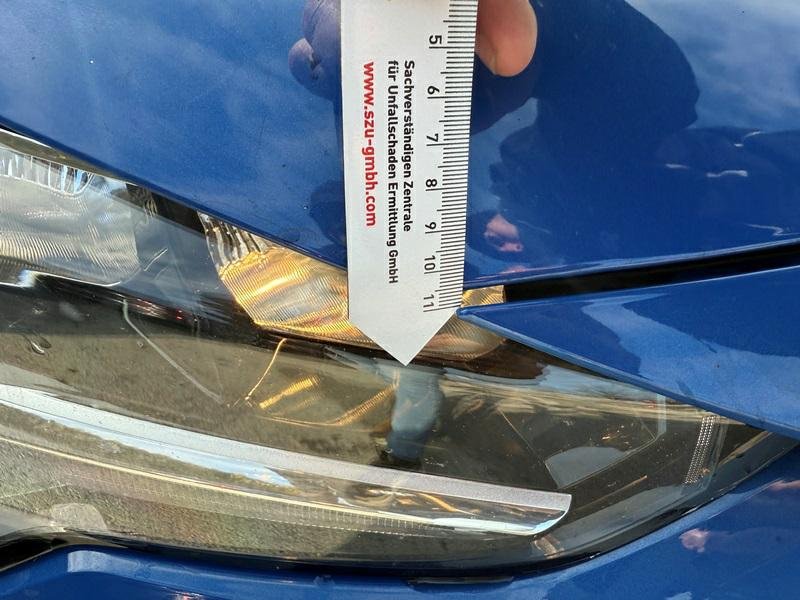 5
6
7
8
9
10
11
Sachverständigen Zentrale
für Unfallschaden Ermittlung GmbH
www.szu-gmbh.com